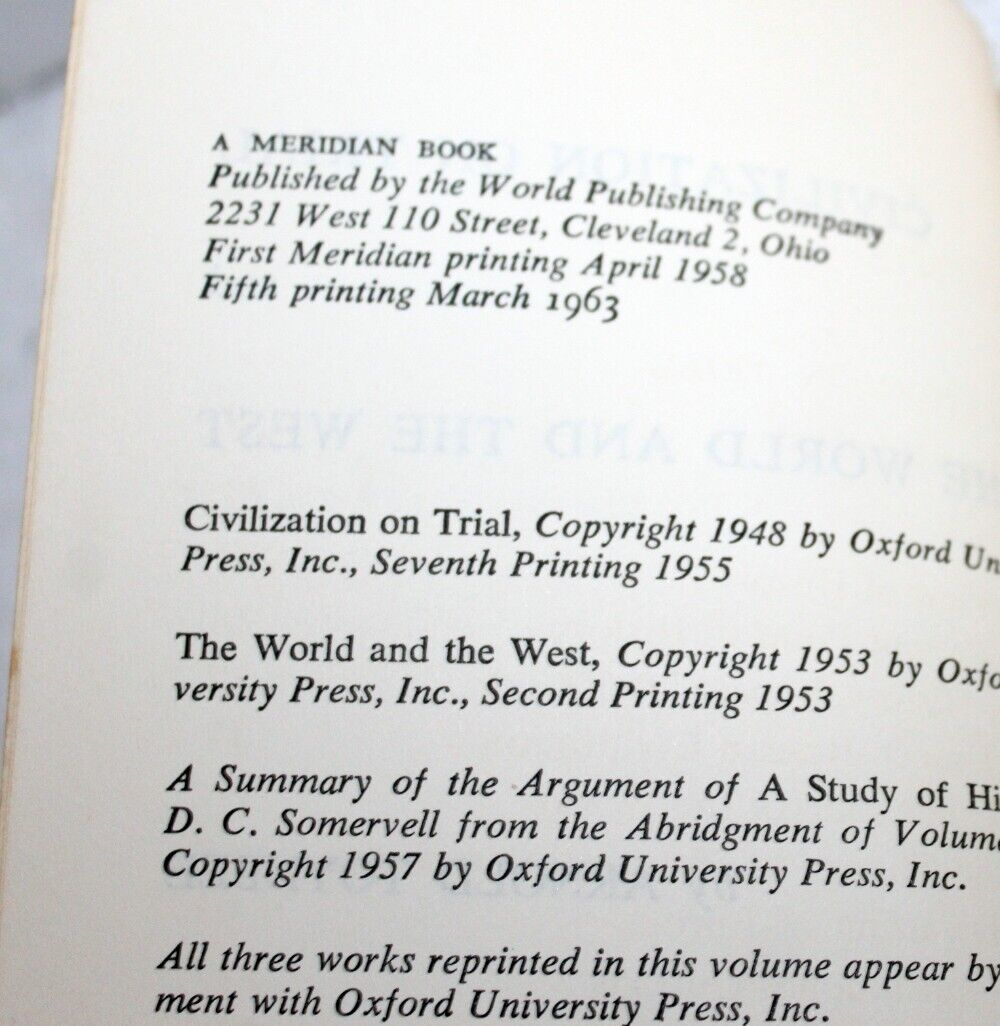 A MERIDIAN BOOK
Published by the World Publishing Company
2231 West 110 Street, Cleveland 2, Ohio
First Meridian printing April 1958
Fifth printing March 1963
Civilization on Trial, Copyright 1948 by Oxford Un
Press, Inc., Seventh Printing 1955
The World and the West, Copyright 1953 by Oxfo
versity Press, Inc., Second Printing 1953
A Summary of the Argument of A Study of Hi
D. C. Somervell from the Abridgment of Volum
Copyright 1957 by Oxford University Press, Inc.
All three works reprinted in this volume appear by
ment with Oxford University Press, Inc.